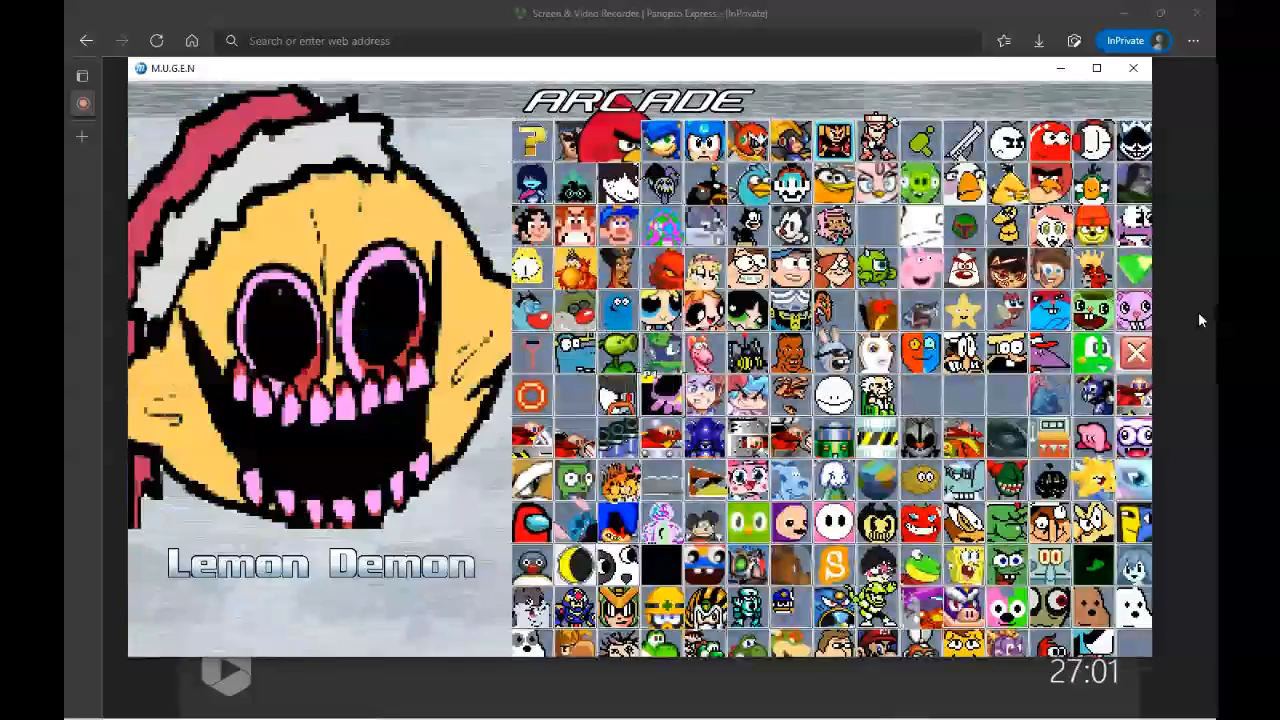 Screen & Video Recorder | Panopto Express - [InPrivate]
Search or enter web address
InPrivate
M.U.G.E.N
ARCADE
Lemon Demon
27:01